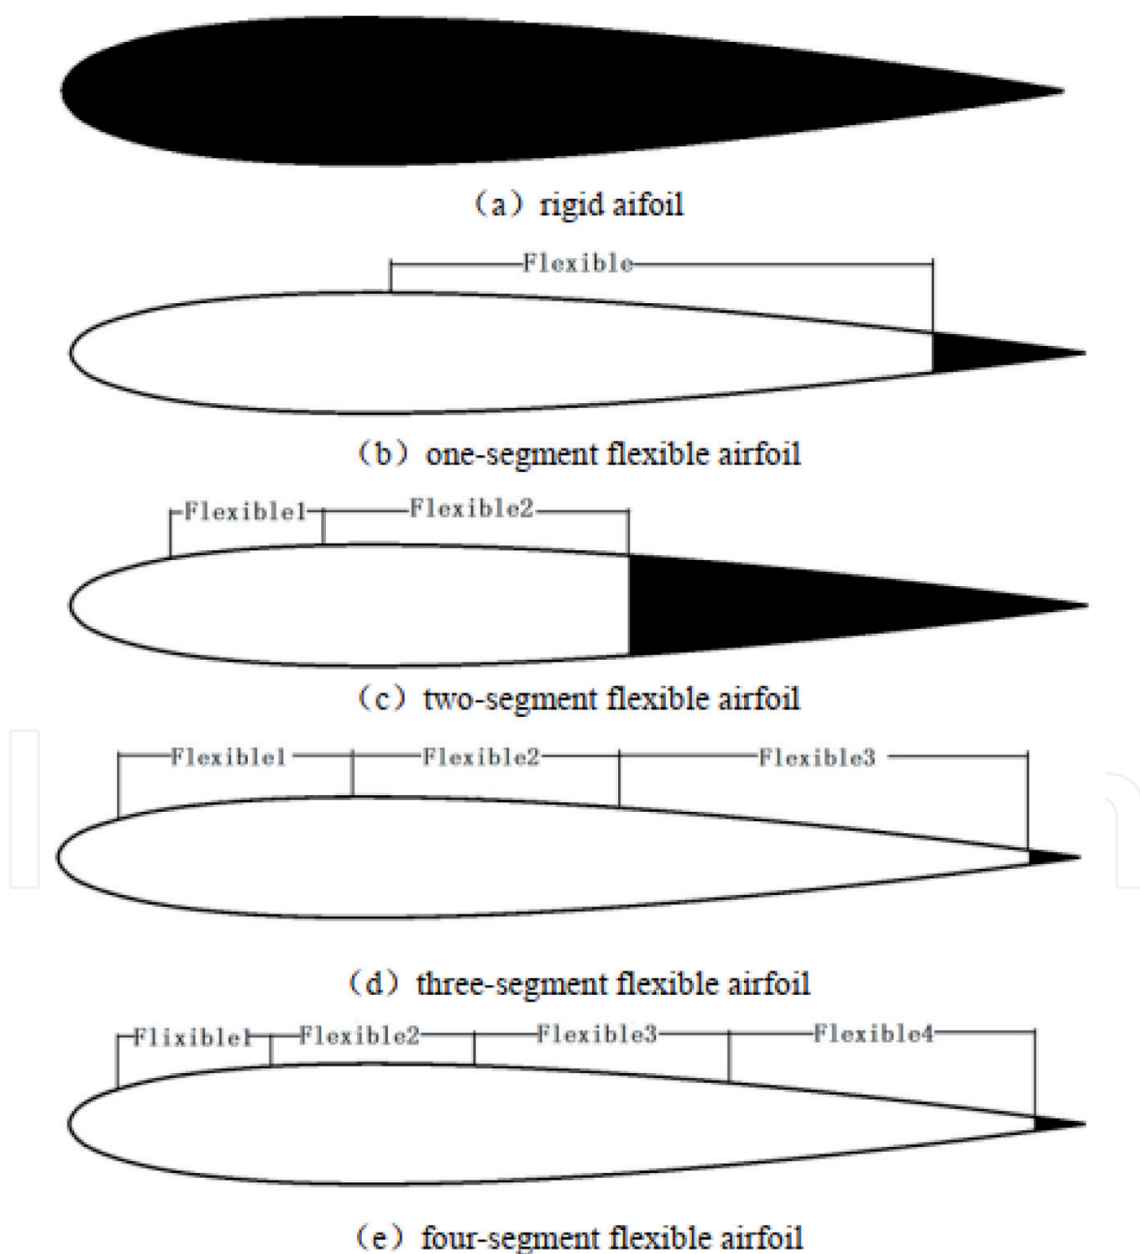 （a）rigid aifoil
Flexible
（b）one-segment flexible airfoil
Flexible1 Flexible2
（c）two-segment flexible airfoil
Flexible1 Flexible2 Flexible3
（d）three-segment flexible airfoil
Flixible1 Flexible2 Flexible3 Flexible4
（e）four-segment flexible airfoil